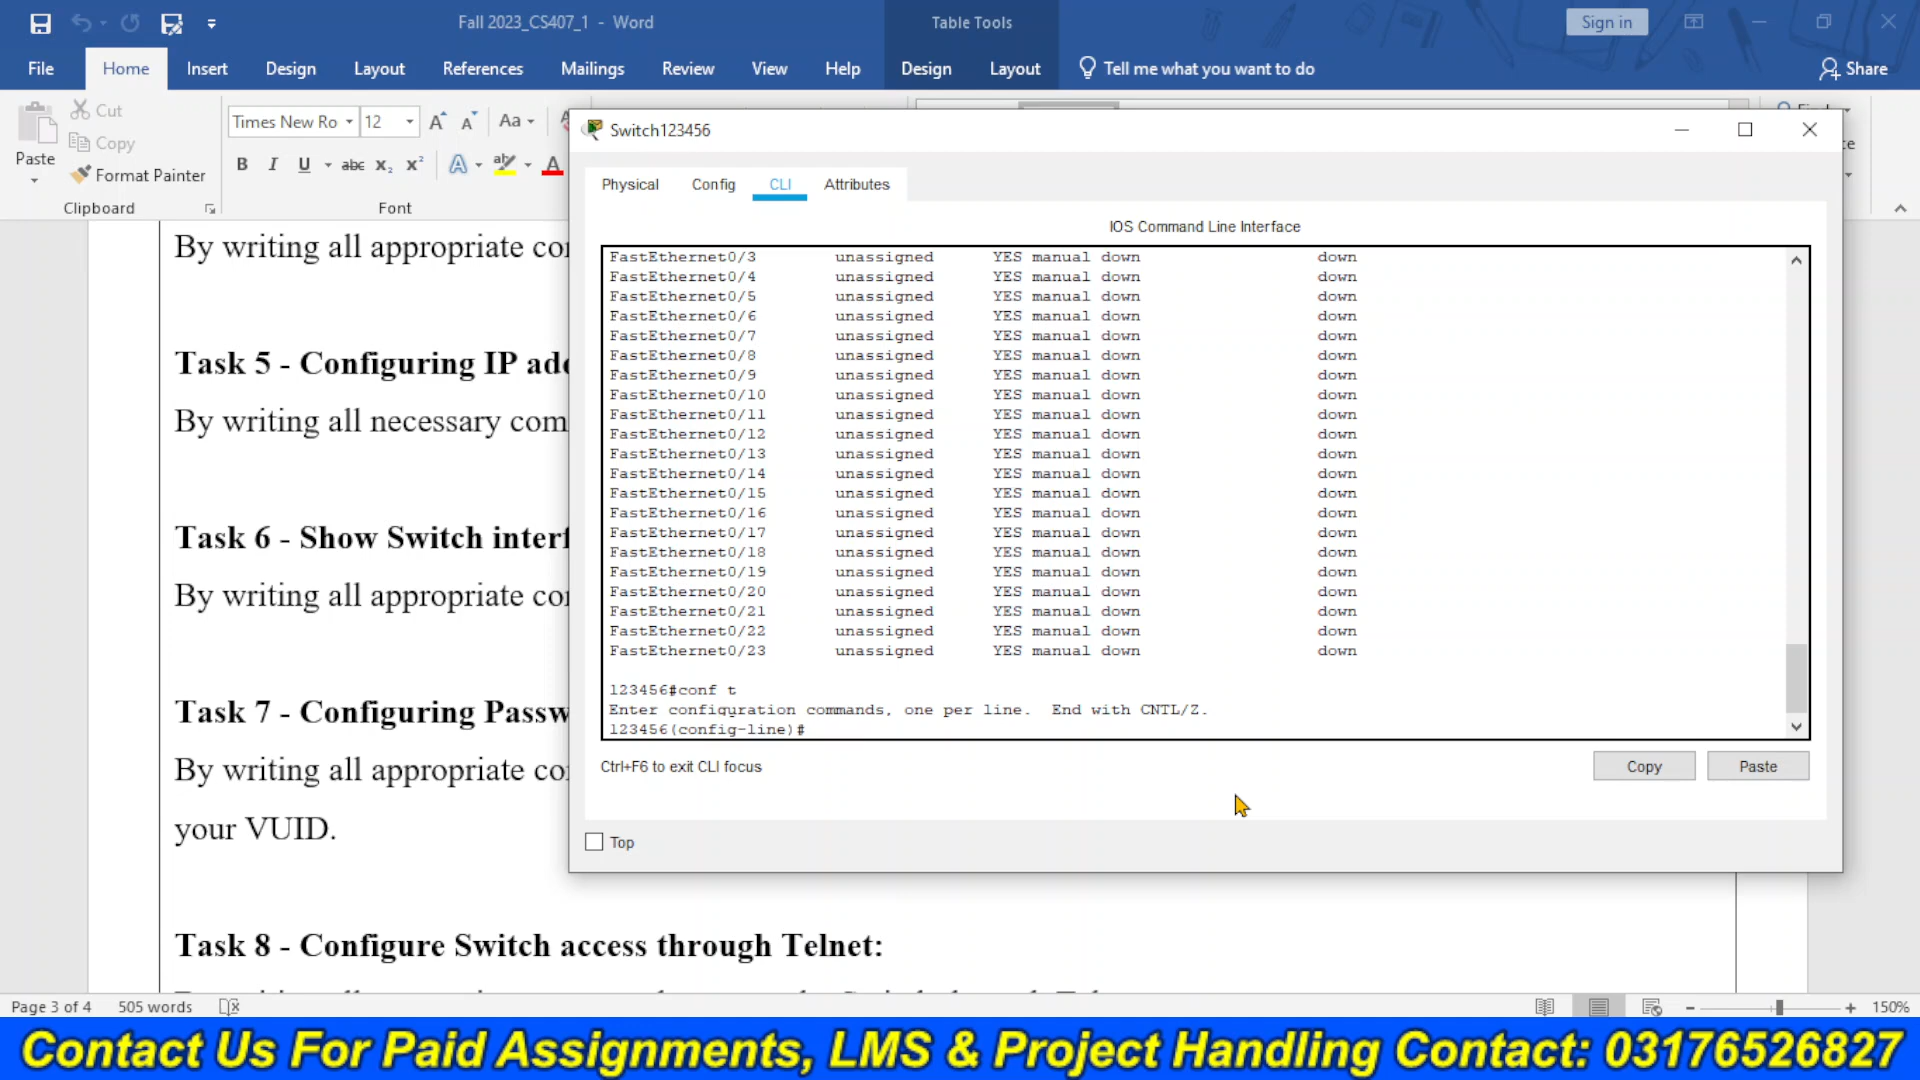 Fall 2023_CS407_1 - Word
Table Tools
Sign in
File
Home
Insert
Design
Layout
References
Mailings
Review
View
Help
Design
Layout
Tell me what you want to do
Share
Paste
Cut
Copy
Format Painter
Clipboard
Times New Ro
12
Aa
B I U abc X₂ X² A ab A
Font
By writing all appropriate
Task 5 - Configuring IP
By writing all necessary
Task 6 - Show Switch
By writing all appropriate
Task 7 - Configuring
By writing all appropriate
your VUID.
Task 8 - Configure Switch access through Telnet:
Switch123456
Physical
Config
CLI
Attributes
IOS Command Line Interface
FastEthernet0/3 unassigned YES manual down down
FastEthernet0/4 unassigned YES manual down down
FastEthernet0/5 unassigned YES manual down down
FastEthernet0/6 unassigned YES manual down down
FastEthernet0/7 unassigned YES manual down down
FastEthernet0/8 unassigned YES manual down down
FastEthernet0/9 unassigned YES manual down down
FastEthernet0/10 unassigned YES manual down down
FastEthernet0/11 unassigned YES manual down down
FastEthernet0/12 unassigned YES manual down down
FastEthernet0/13 unassigned YES manual down down
FastEthernet0/14 unassigned YES manual down down
FastEthernet0/15 unassigned YES manual down down
FastEthernet0/16 unassigned YES manual down down
FastEthernet0/17 unassigned YES manual down down
FastEthernet0/18 unassigned YES manual down down
FastEthernet0/19 unassigned YES manual down down
FastEthernet0/20 unassigned YES manual down down
FastEthernet0/21 unassigned YES manual down down
FastEthernet0/22 unassigned YES manual down down
FastEthernet0/23 unassigned YES manual down down
123456#conf t
Enter configuration commands, one per line. End with CNTL/Z.
123456(config-line)#
Ctrl+F6 to exit CLI focus
Copy
Paste
Top
Page 3 of 4
505 words
150%
Contact Us For Paid Assignments, LMS & Project Handling Contact: 03176526827